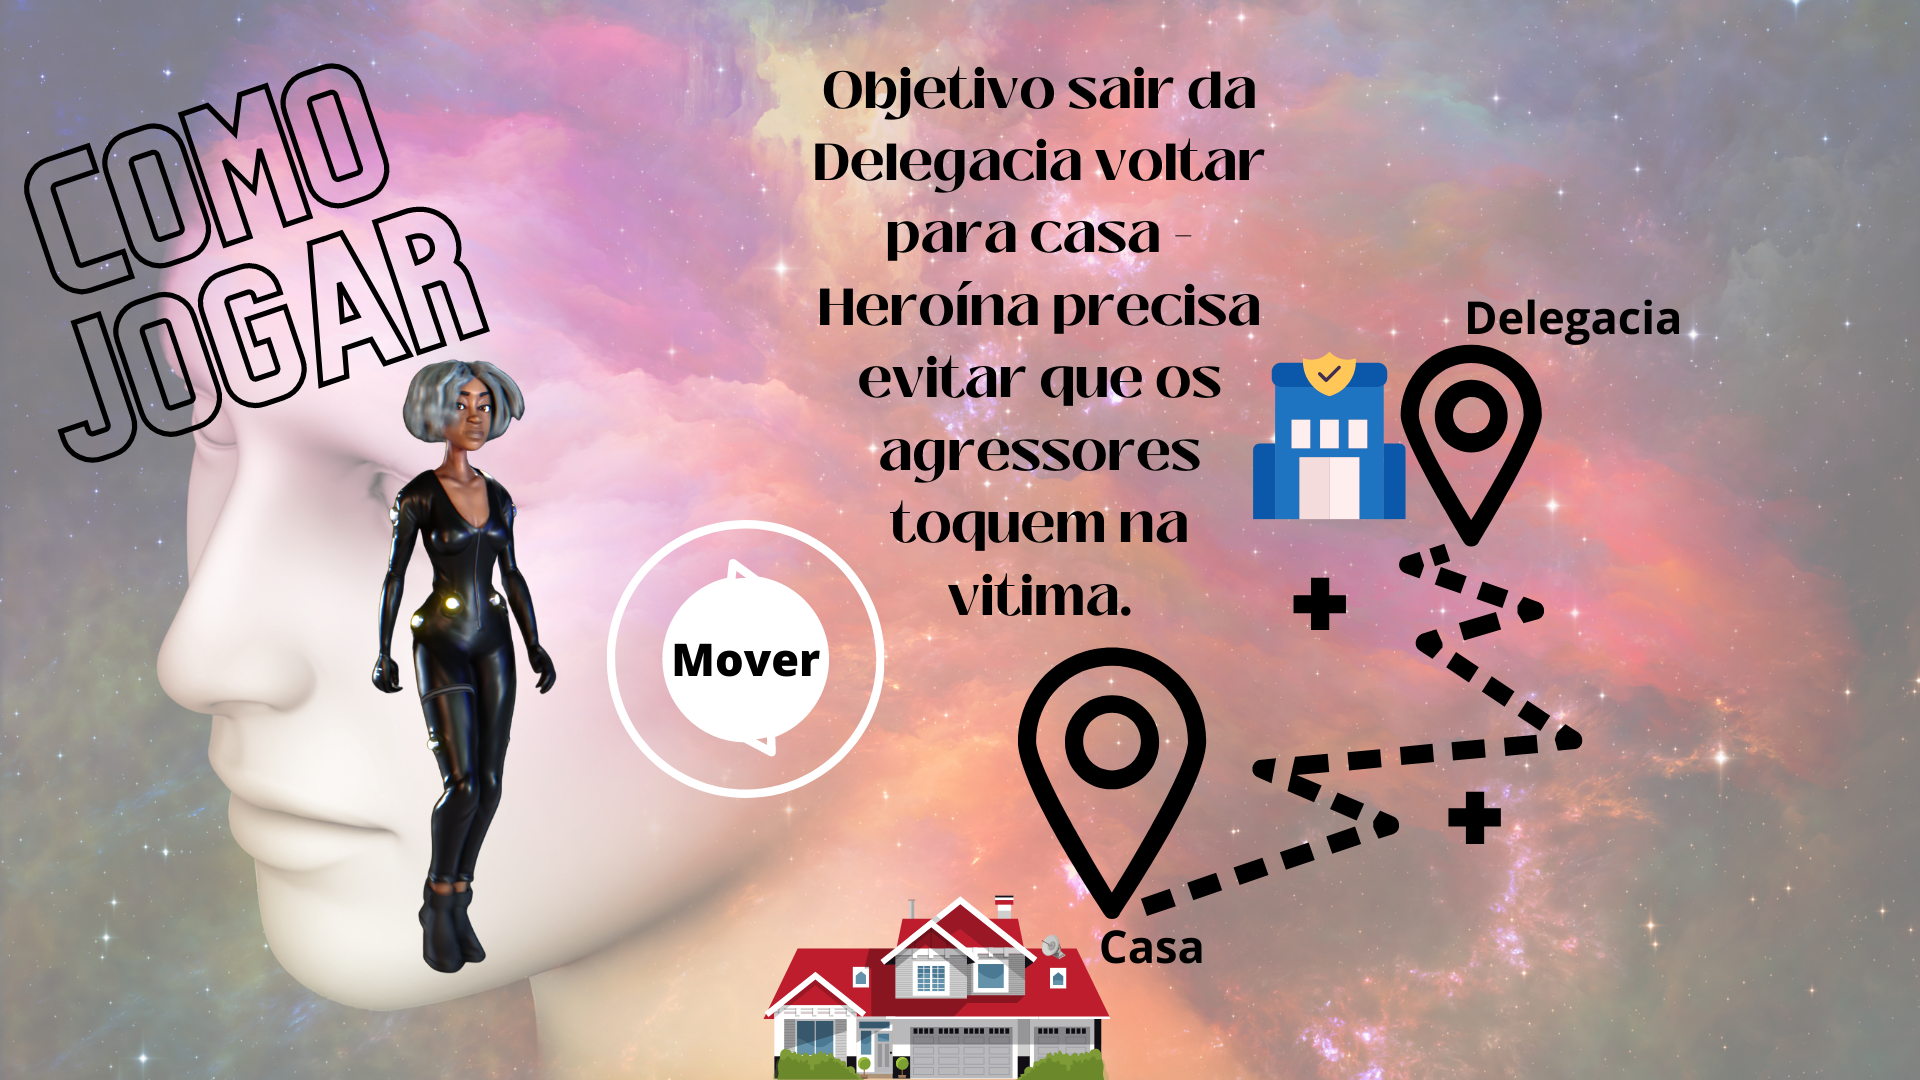 COMO
JOGAR
Objetivo sair da
Delegacia voltar
para casa -
Heroína precisa
evitar que os
agressores
toquem na
vitima.
Delegacia
Mover
Casa